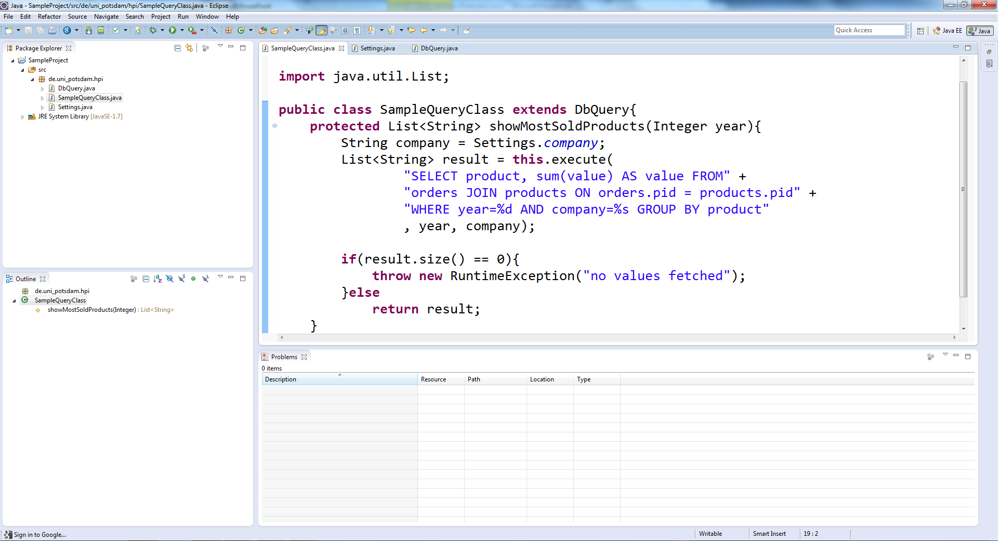 Java - SampleProject/src/de/uni_potsdam/hpi/SampleQueryClass.java - Eclipse
File Edit Refactor Source Navigate Search Project Run Window Help
Quick Access
Java EE
Java
Package Explorer
SampleProject
src
de.uni_potsdam.hpi
DbQuery.java
SampleQueryClass.java
Settings.java
JRE System Library [JavaSE-1.7]
Outline
de.uni_potsdam.hpi
SampleQueryClass
showMostSoldProducts(Integer) : List<String>
SampleQueryClass.java Settings.java DbQuery.java
import java.util.List;
public class SampleQueryClass extends DbQuery{
protected List<String> showMostSoldProducts(Integer year){
String company = Settings.company;
List<String> result = this.execute(
"SELECT product, sum(value) AS value FROM" +
"orders JOIN products ON orders.pid = products.pid" +
"WHERE year=%d AND company=%s GROUP BY product"
, year, company);
if(result.size() == 0){
throw new RuntimeException("no values fetched");
}else
return result;
}
Problems
0 items
Description Resource Path Location Type
Sign in to Google...
Writable Smart Insert 19 : 2